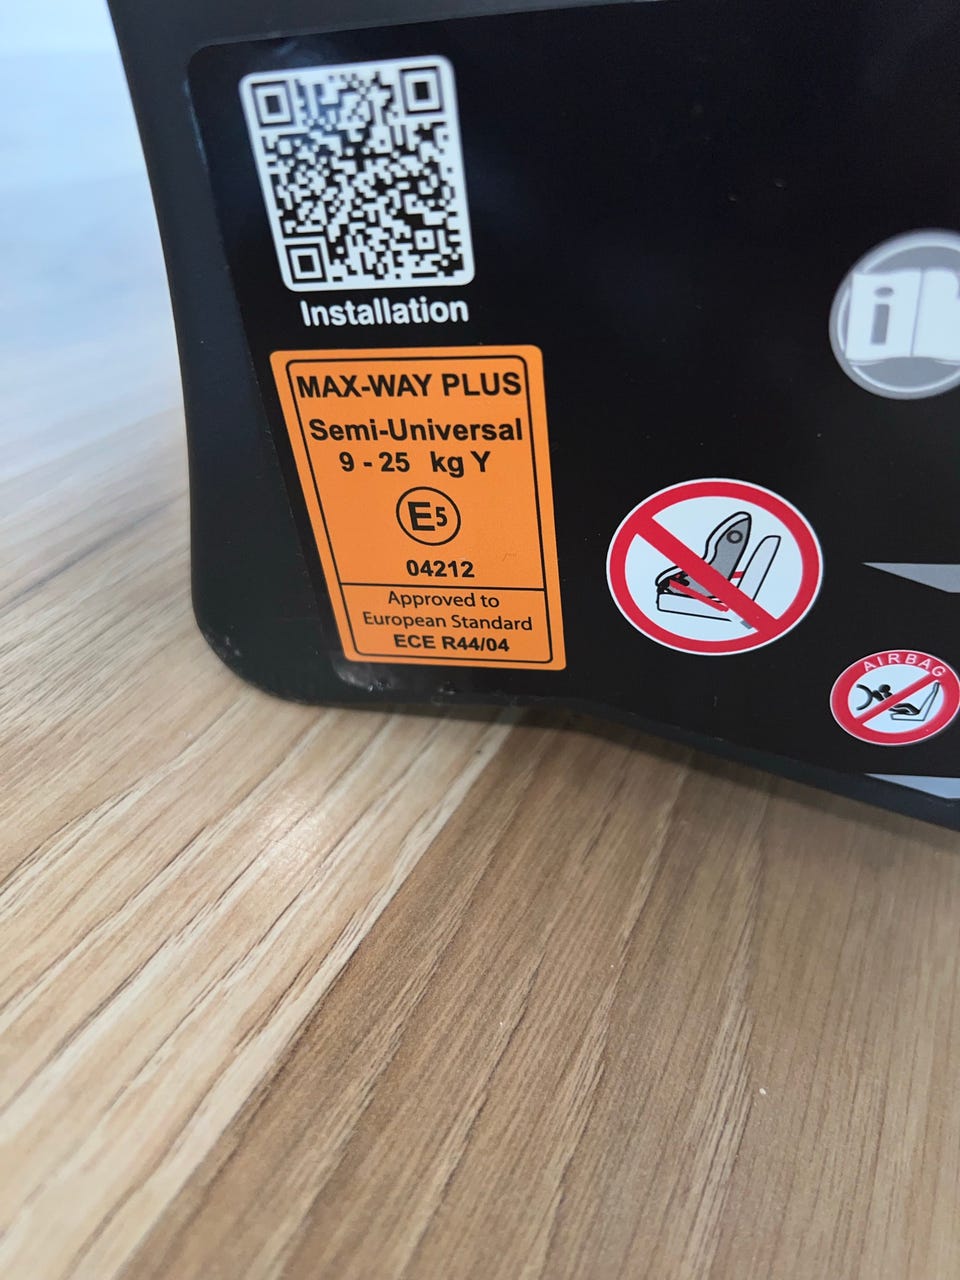 Installation
MAX-WAY PLUS
Semi-Universal
9 - 25 kg Y
E5
04212
Approved to
European Standard
ECE R44/04
i
AIRBAG